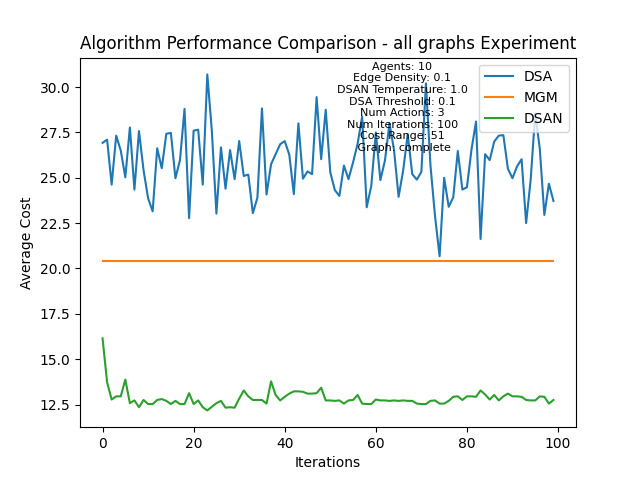 Algorithm Performance Comparison - all graphs Experiment
Agents: 10
Edge Density: 0.1
DSAN Temperature: 1.0
DSA Threshold: 0.1
Num Actions: 3
Num Iterations: 100
Cost Range: 51
Graph: complete
DSA
MGM
DSAN
Average Cost
30.0
27.5
25.0
22.5
20.0
17.5
15.0
12.5
0
20
40
60
80
100
Iterations